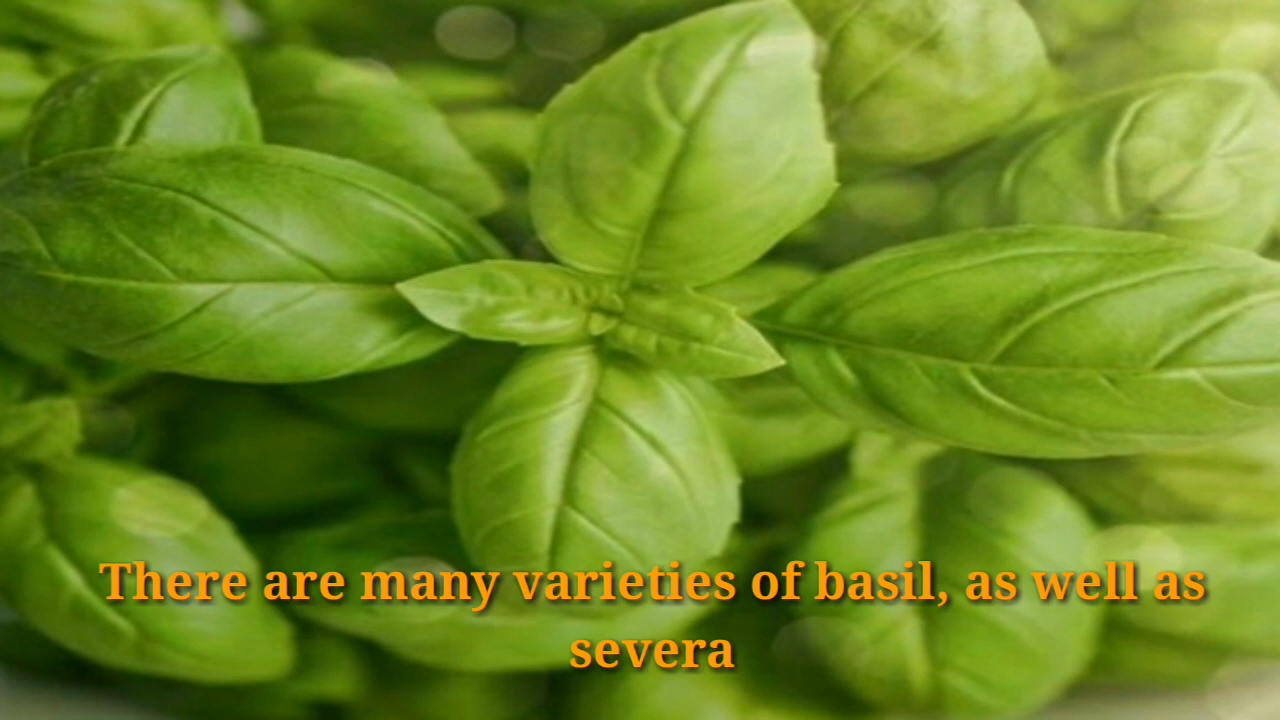 There are many varieties of basil, as well as
severa